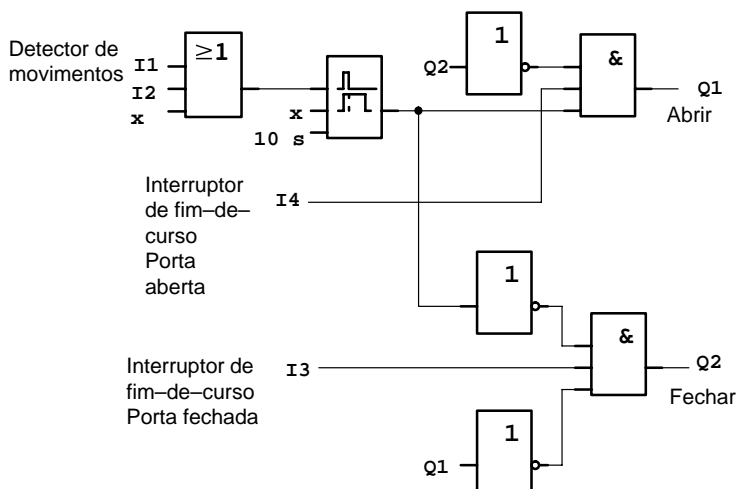 Detector de
movimentos
I1
I2
x
≥1
x
10 s
Q2
1
&
Q1
Abrir
Interruptor
de fim–de–
curso
Porta
aberta
I4
1
Interruptor de
fim–de–curso
Porta fechada
I3
&
Q2
Fechar
Q1
1